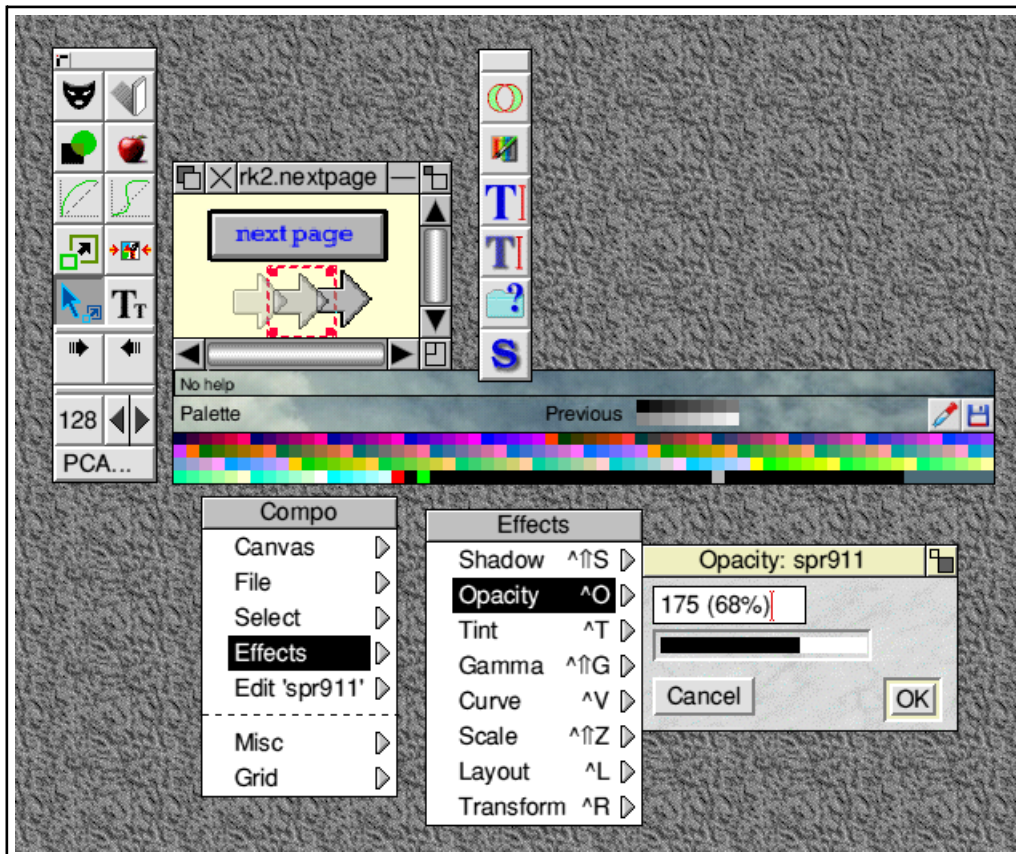 rk2.nextpage
next page
T
T
?
S
TT
No help
128
Palette
Previous
PCA...
Compo
Canvas
File
Select
Effects
Edit 'spr911'
Misc
Grid
Effects
Shadow ^⇑S
Opacity ^O
Tint ^T
Gamma ^⇑G
Curve ^V
Scale ^⇑Z
Layout ^L
Transform ^R
Opacity: spr911
175 (68%)
Cancel
OK